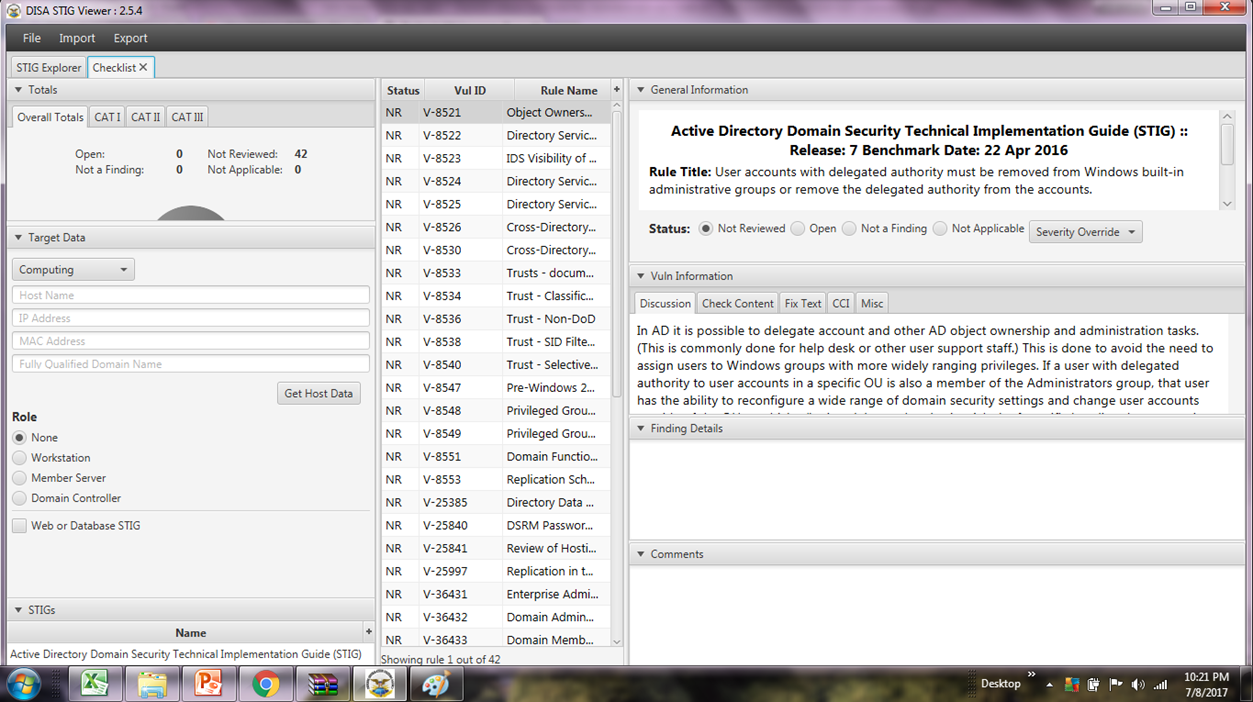 DISA STIG Viewer : 2.5.4
File Import Export
STIG Explorer Checklist
Totals
Overall Totals CAT I CAT II CAT III
Open: 0 Not Reviewed: 42
Not a Finding: 0 Not Applicable: 0
Target Data
Computing
Host Name
IP Address
MAC Address
Fully Qualified Domain Name
Get Host Data
Role
None
Workstation
Member Server
Domain Controller
Web or Database STIG
STIGs
Name +
Active Directory Domain Security Technical Implementation Guide (STIG)
Status Vul ID Rule Name +
NR V-8521 Object Owners...
NR V-8522 Directory Servic...
NR V-8523 IDS Visibility of ...
NR V-8524 Directory Servic...
NR V-8525 Directory Servic...
NR V-8526 Cross-Directory...
NR V-8530 Cross-Directory...
NR V-8533 Trusts - docum...
NR V-8534 Trust - Classific...
NR V-8536 Trust - Non-DoD
NR V-8538 Trust - SID Filte...
NR V-8540 Trust - Selective...
NR V-8547 Pre-Windows 2...
NR V-8548 Privileged Grou...
NR V-8549 Privileged Grou...
NR V-8551 Domain Functio...
NR V-8553 Replication Sch...
NR V-25385 Directory Data ...
NR V-25840 DSRM Passwor...
NR V-25841 Review of Hosti...
NR V-25997 Replication in t...
NR V-36431 Enterprise Admi...
NR V-36432 Domain Admin...
NR V-36433 Domain Memb...
Showing rule 1 out of 42
General Information
Active Directory Domain Security Technical Implementation Guide (STIG) ::
Release: 7 Benchmark Date: 22 Apr 2016
Rule Title: User accounts with delegated authority must be removed from Windows built-in
administrative groups or remove the delegated authority from the accounts.
Status: Not Reviewed Open Not a Finding Not Applicable Severity Override
Vuln Information
Discussion Check Content Fix Text CCI Misc
In AD it is possible to delegate account and other AD object ownership and administration tasks.
(This is commonly done for help desk or other user support staff.) This is done to avoid the need to
assign users to Windows groups with more widely ranging privileges. If a user with delegated
authority to user accounts in a specific OU is also a member of the Administrators group, that user
has the ability to reconfigure a wide range of domain security settings and change user accounts
Finding Details
Comments
Desktop
10:21 PM
7/8/2017